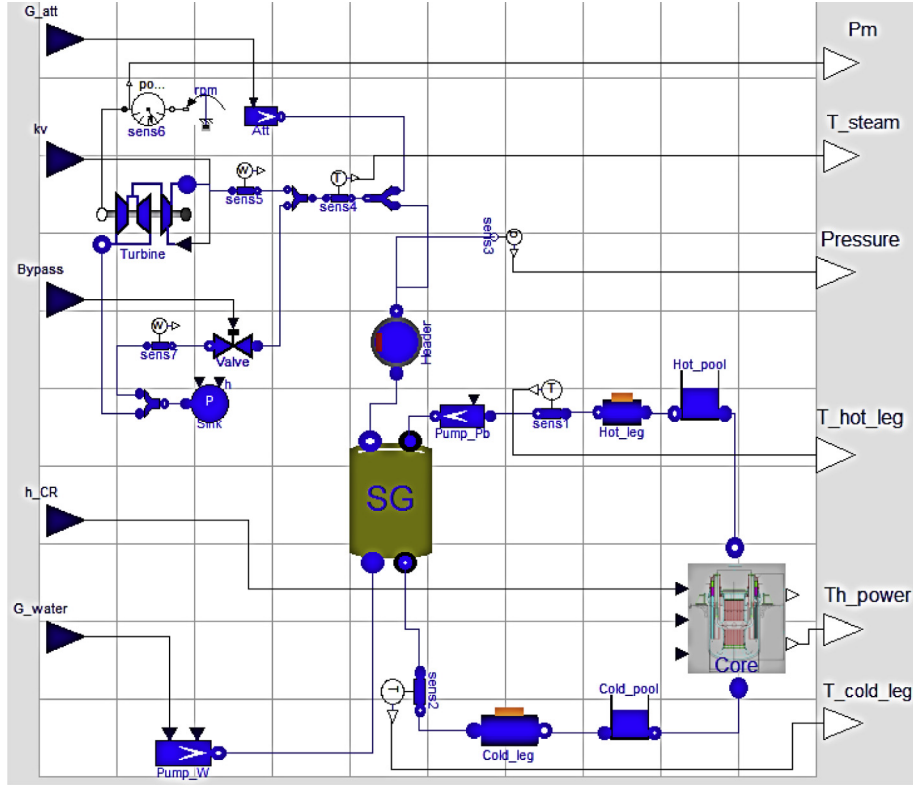 G_att
Pm
po...
rpm
sens6
Att
kv
T_steam
W
T
sens5
sens4
Turbine
sens3
p
Pressure
Bypass
W
sens7
Valve
Header
h
P
Sink
Hot_pool
T
Pump_Pb
sens1
Hot_leg
T_hot_leg
SG
h_CR
Th_power
G_water
Core
T
sens2
Cold_pool
T_cold_leg
Cold_leg
Pump_W